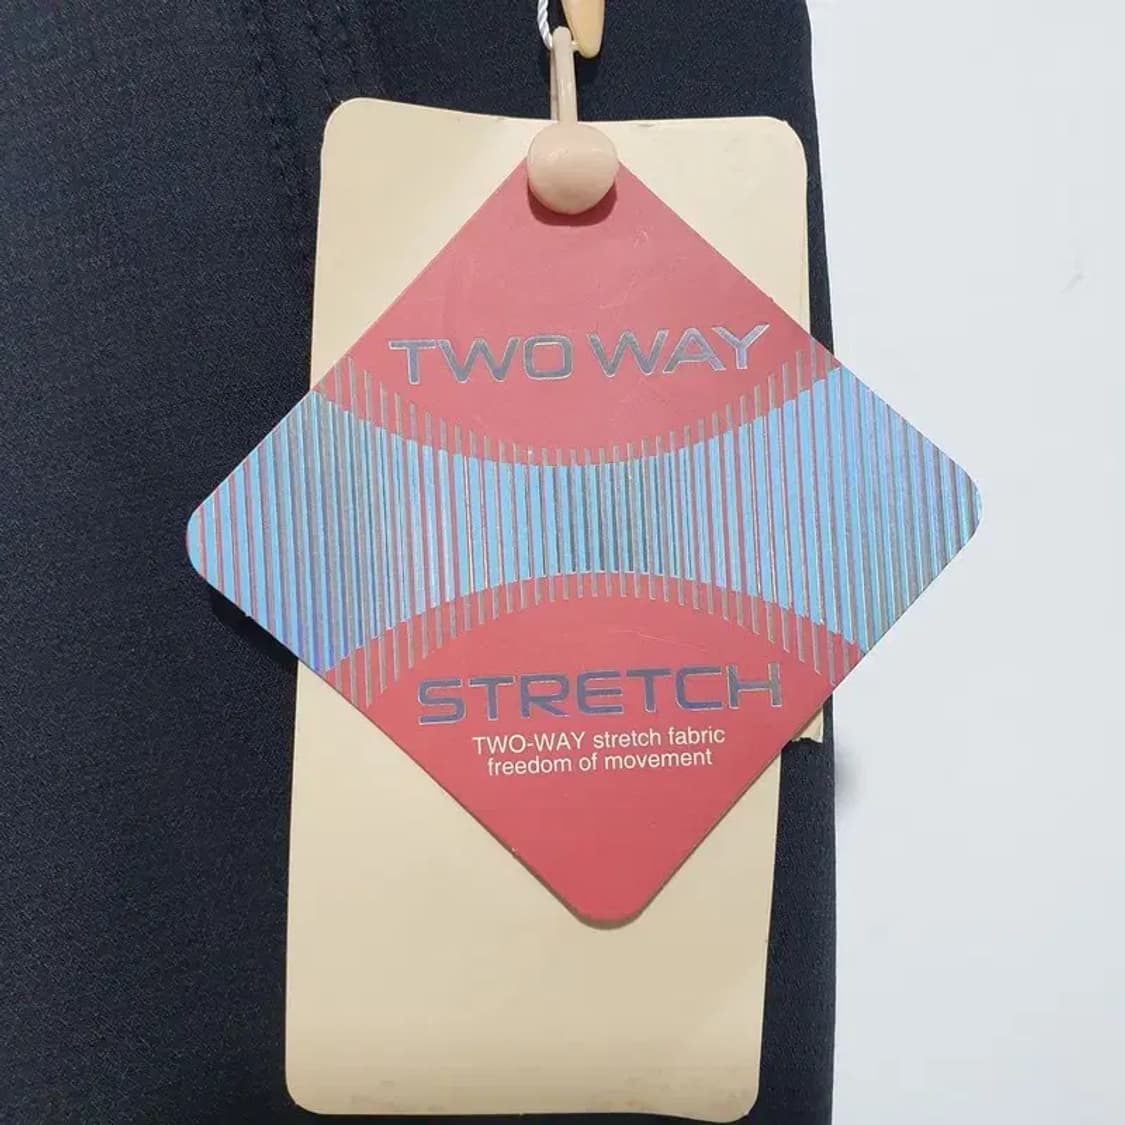 TWO WAY
STRETCH
TWO-WAY stretch fabric
freedom of movement